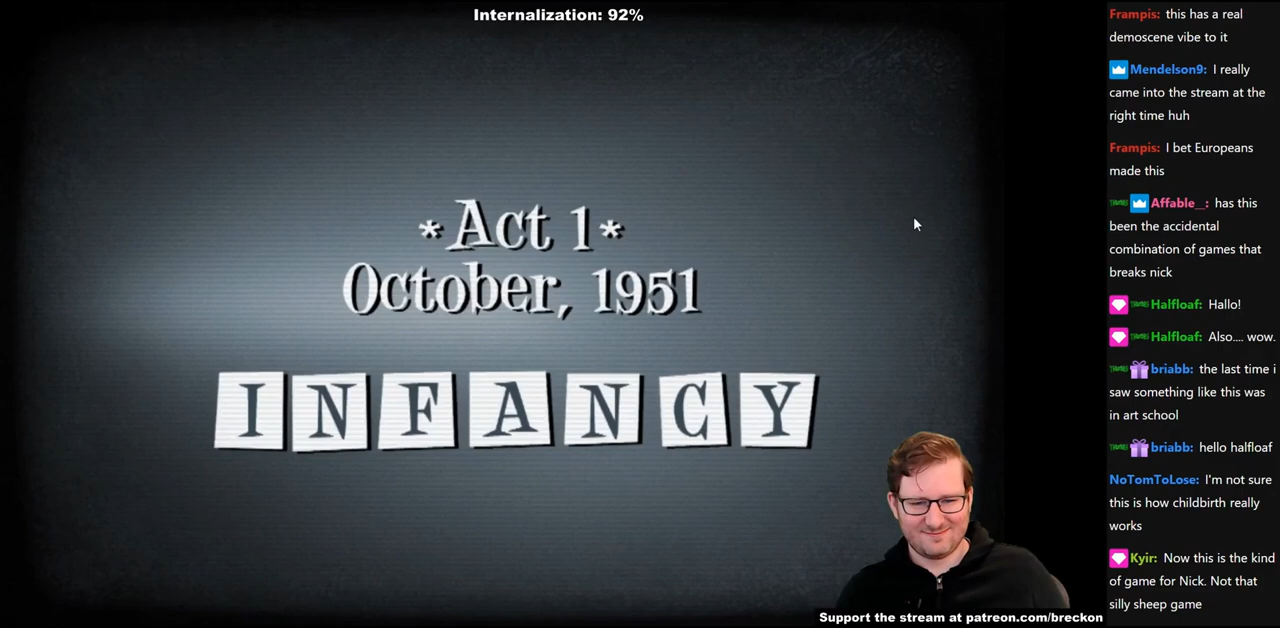 Internalization: 92%
*Act 1*
October, 1951
INFANCY
Support the stream at patreon.com/breckon
Frampis: this has a real
demoscene vibe to it
Mendelson9: I really
came into the stream at the
right time huh
Frampis: I bet Europeans
made this
Affable__: has this
been the accidental
combination of games that
breaks nick
Halfloaf: Hallo!
Halfloaf: Also.... wow.
briabb: the last time i
saw something like this was
in art school
briabb: hello halfloaf
NoTomToLose: I'm not sure
this is how childbirth really
works
Kyir: Now this is the kind
of game for Nick. Not that
silly sheep game